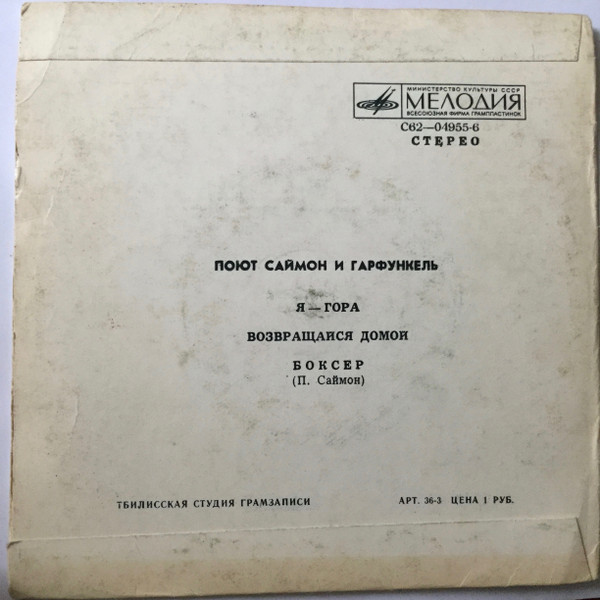 МИНИСТЕРСТВО КУЛЬТУРЫ СССР
МЕЛОДИЯ
ВСЕСОЮЗНАЯ ФИРМА ГРАМПЛАСТИНОК
С62—04955-6
СТЕРЕО
ПОЮТ САЙМОН И ГАРФУНКЕЛЬ
Я — ГОРА
ВОЗВРАЩАЙСЯ ДОМОЙ
БОКСЕР
(П. Саймон)
ТБИЛИССКАЯ СТУДИЯ ГРАМЗАПИСИ
АРТ. 36-3 ЦЕНА 1 РУБ.